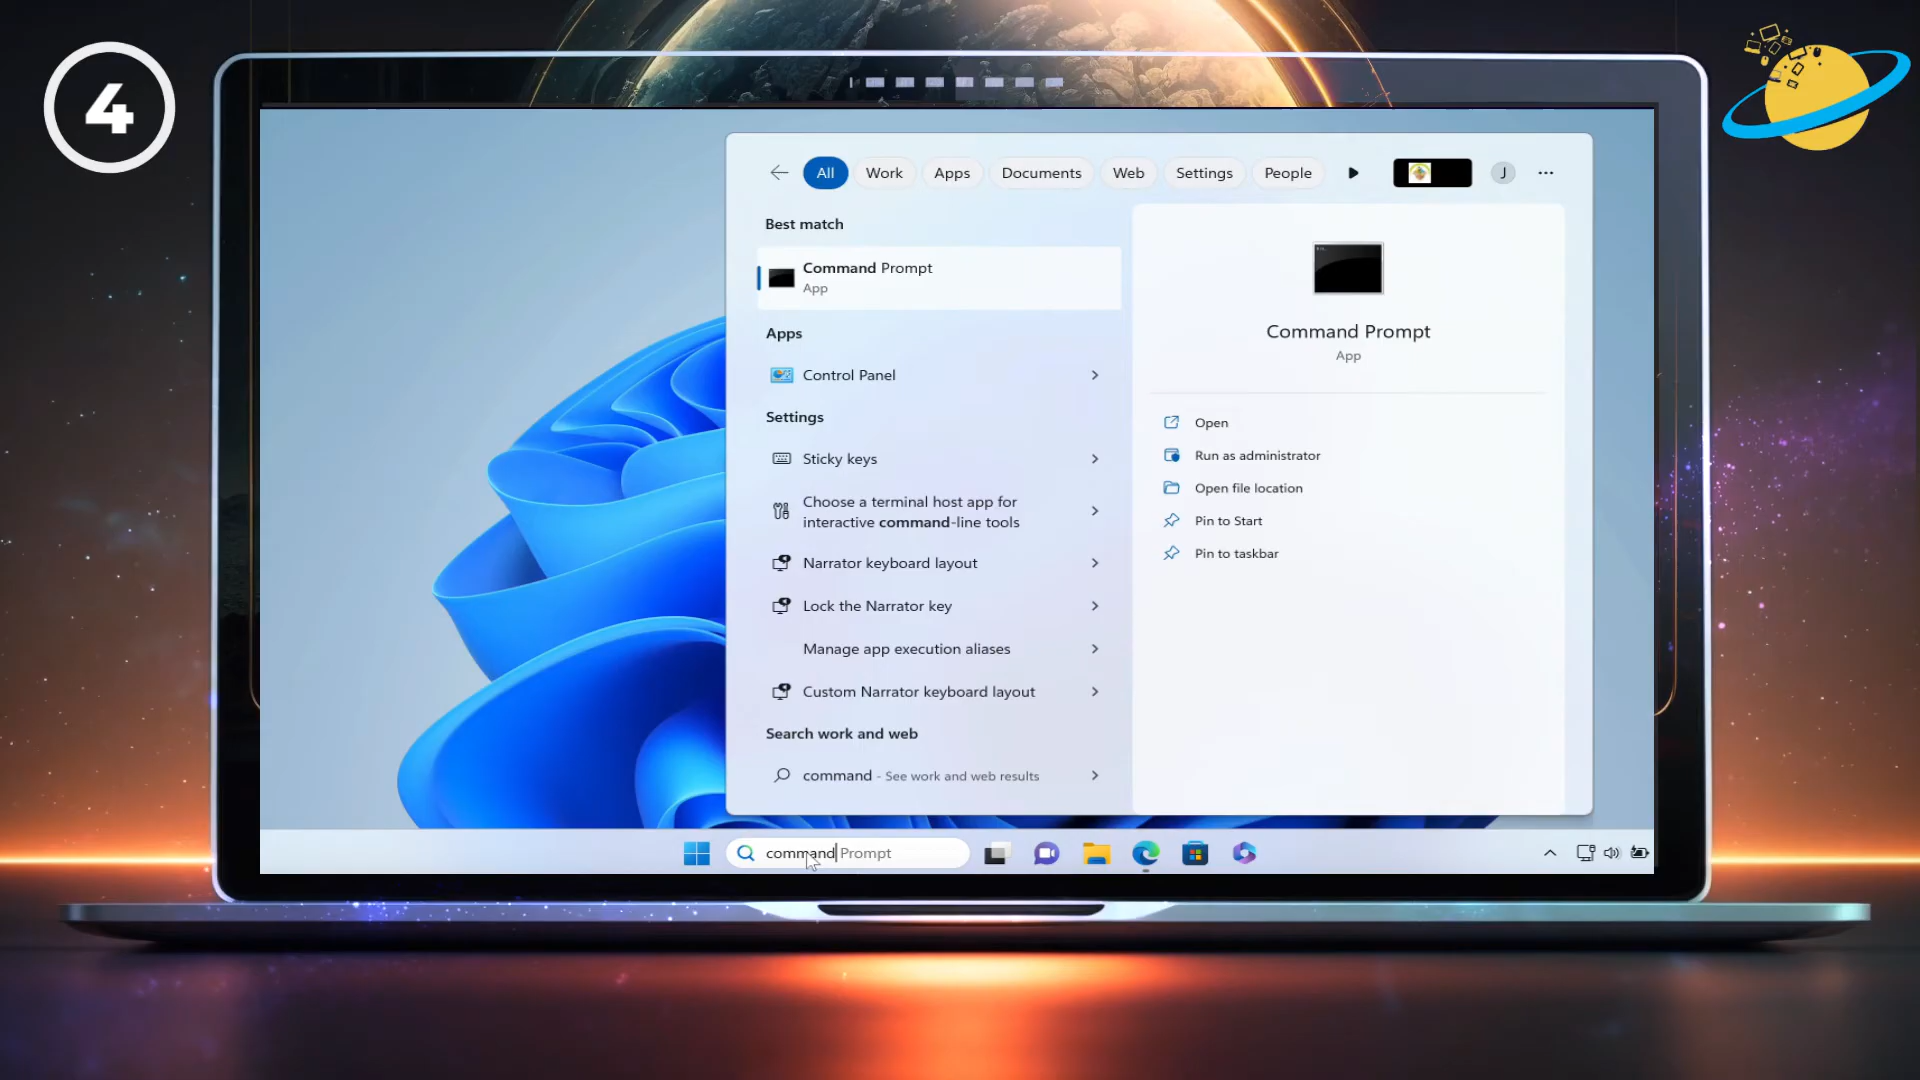 4
All
Work
Apps
Documents
Web
Settings
People
J
Best match
Command Prompt
App
Apps
Control Panel
Settings
Sticky keys
Choose a terminal host app for
interactive command-line tools
Narrator keyboard layout
Lock the Narrator key
Manage app execution aliases
Custom Narrator keyboard layout
Search work and web
command - See work and web results
Command Prompt
App
Open
Run as administrator
Open file location
Pin to Start
Pin to taskbar
command Prompt